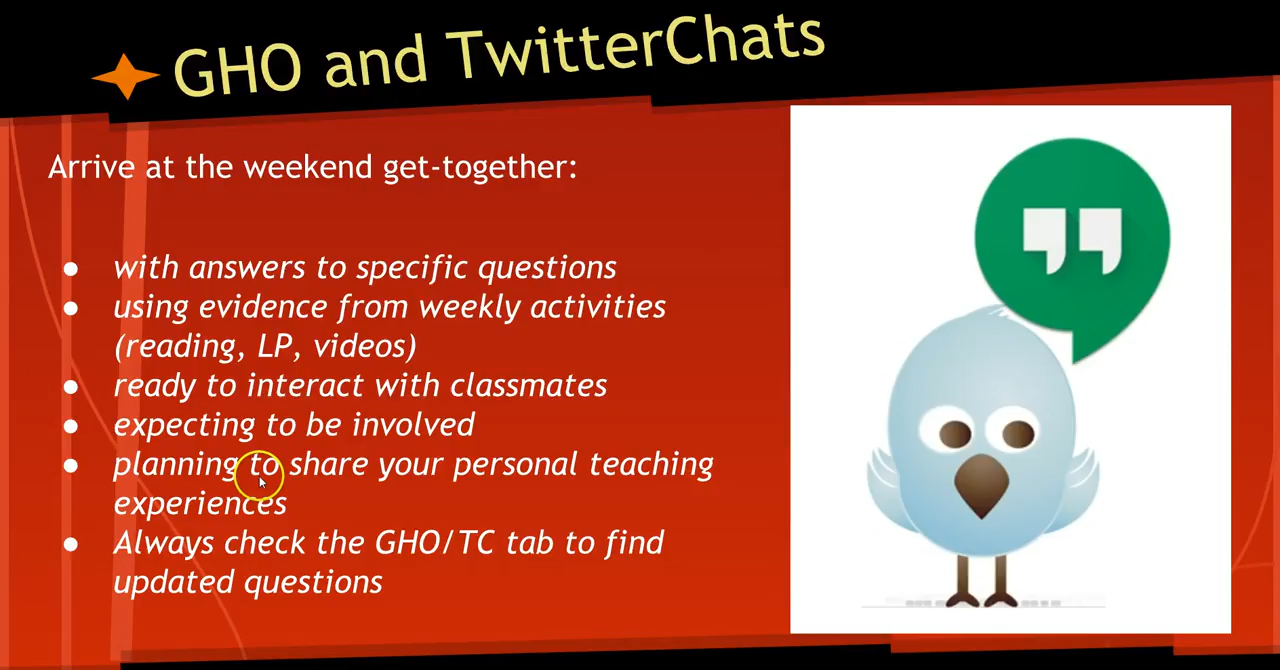 GHO and TwitterChats
Arrive at the weekend get-together:
● with answers to specific questions
● using evidence from weekly activities
(reading, LP, videos)
● ready to interact with classmates
● expecting to be involved
● planning to share your personal teaching
experiences
● Always check the GHO/TC tab to find
updated questions